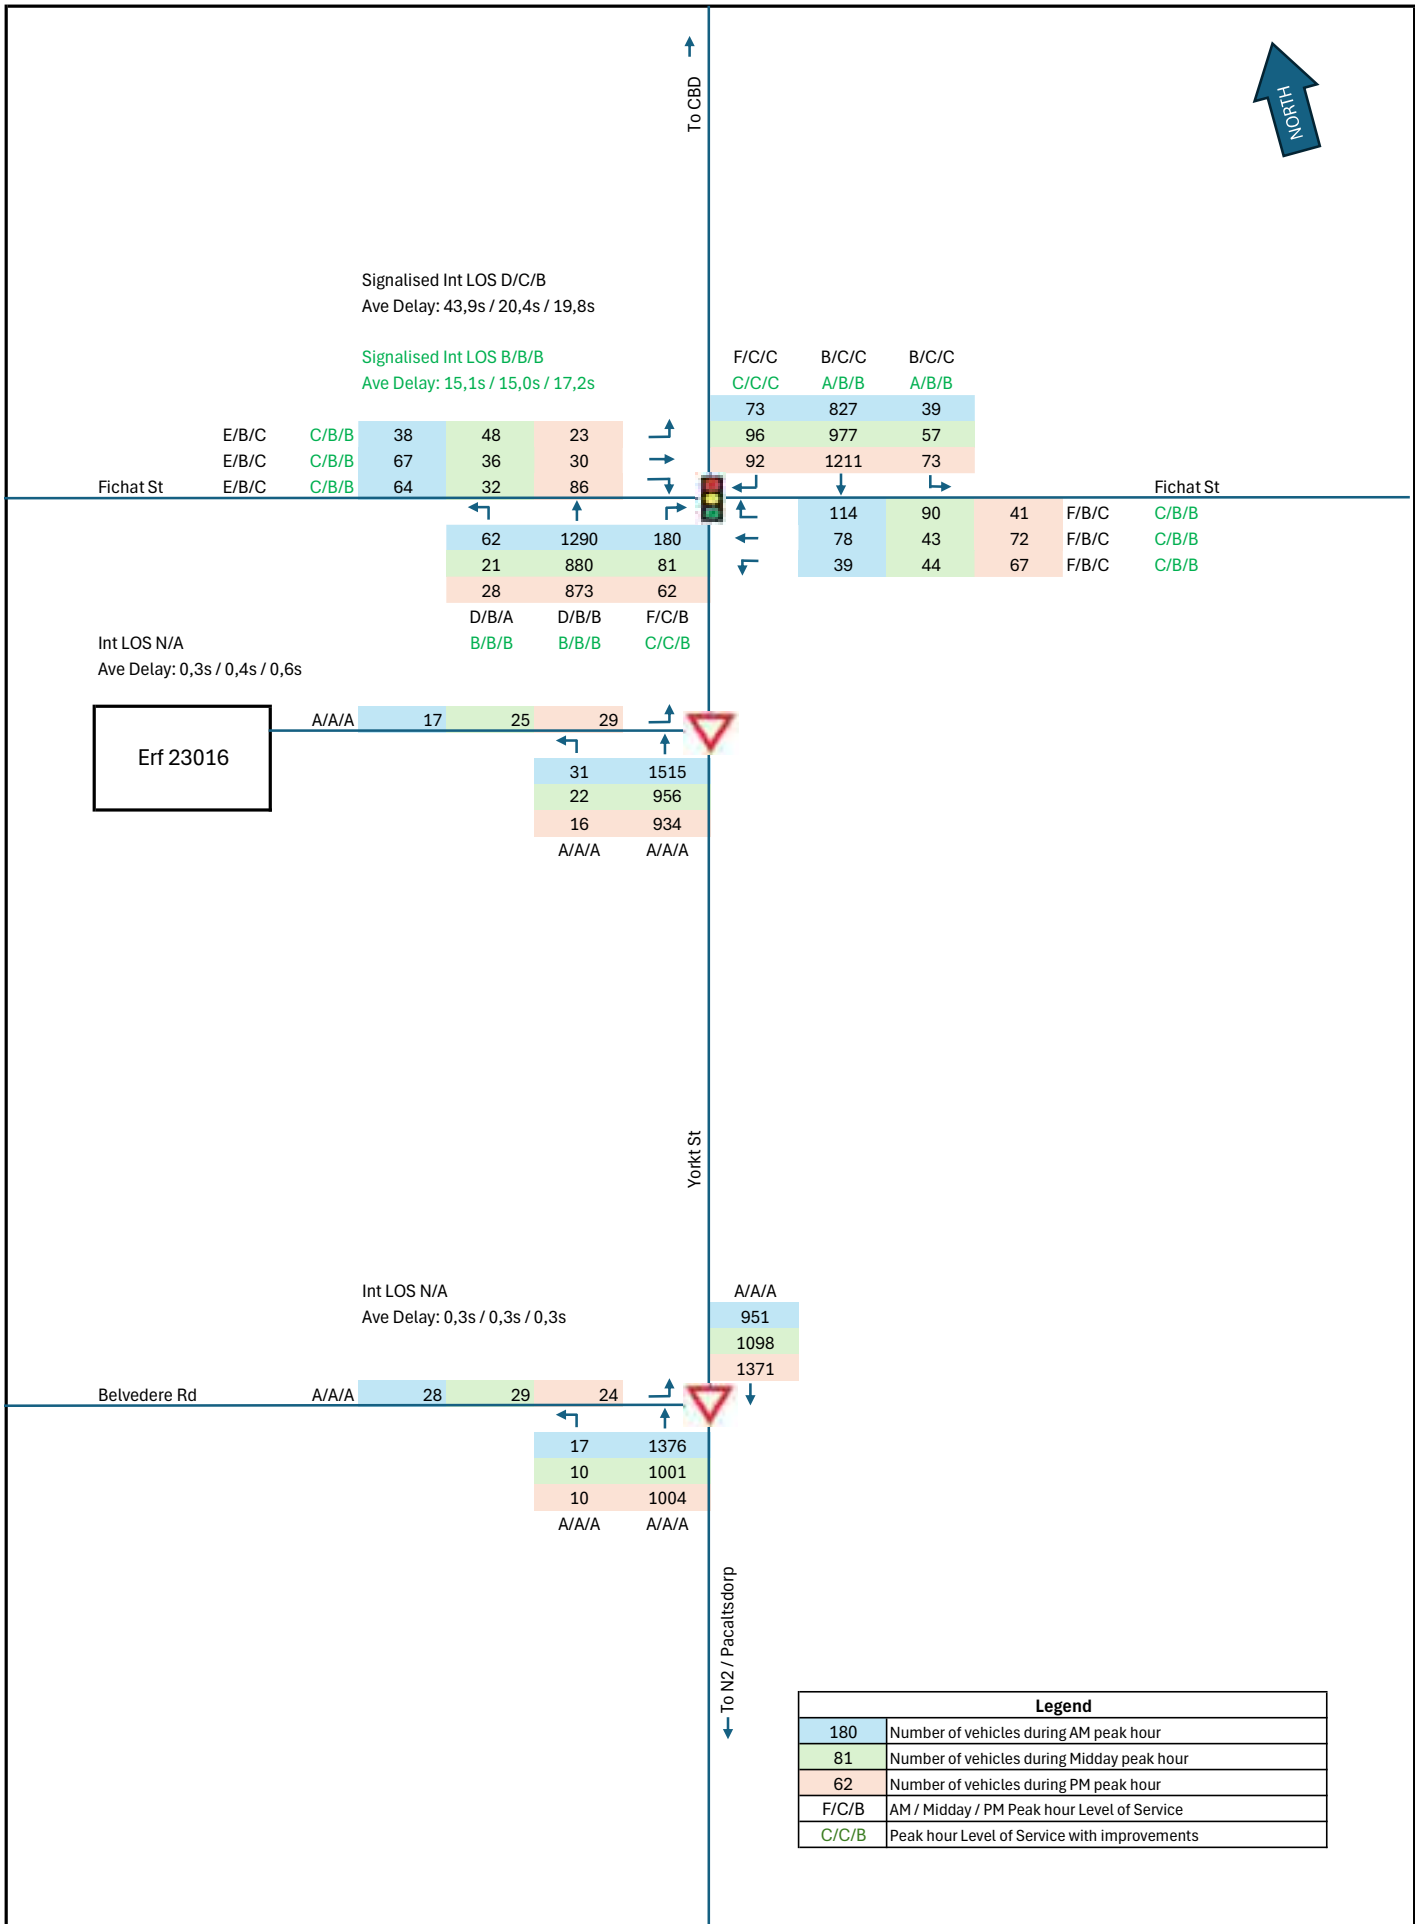 To CBD
NORTH
Signalised Int LOS D/C/B
Ave Delay: 43,9s / 20,4s / 19,8s
Signalised Int LOS B/B/B
Ave Delay: 15,1s / 15,0s / 17,2s
F/C/C B/C/C B/C/C
C/C/C A/B/B A/B/B
73 827 39
96 977 57
92 1211 73
E/B/C C/B/B 38 48 23
E/B/C C/B/B 67 36 30
Fichat St E/B/C C/B/B 64 32 86
Fichat St
114 90 41 F/B/C C/B/B
78 43 72 F/B/C C/B/B
39 44 67 F/B/C C/B/B
62 1290 180
21 880 81
28 873 62
D/B/A D/B/B F/C/B
B/B/B B/B/B C/C/B
Int LOS N/A
Ave Delay: 0,3s / 0,4s / 0,6s
Erf 23016
A/A/A 17 25 29
31 1515
22 956
16 934
A/A/A A/A/A
Yorkt St
Int LOS N/A
Ave Delay: 0,3s / 0,3s / 0,3s
A/A/A
951
1098
1371
Belvedere Rd A/A/A 28 29 24
17 1376
10 1001
10 1004
A/A/A A/A/A
To N2 / Pacaltsdorp
Legend
180 Number of vehicles during AM peak hour
81 Number of vehicles during Midday peak hour
62 Number of vehicles during PM peak hour
F/C/B AM / Midday / PM Peak hour Level of Service
C/C/B Peak hour Level of Service with improvements